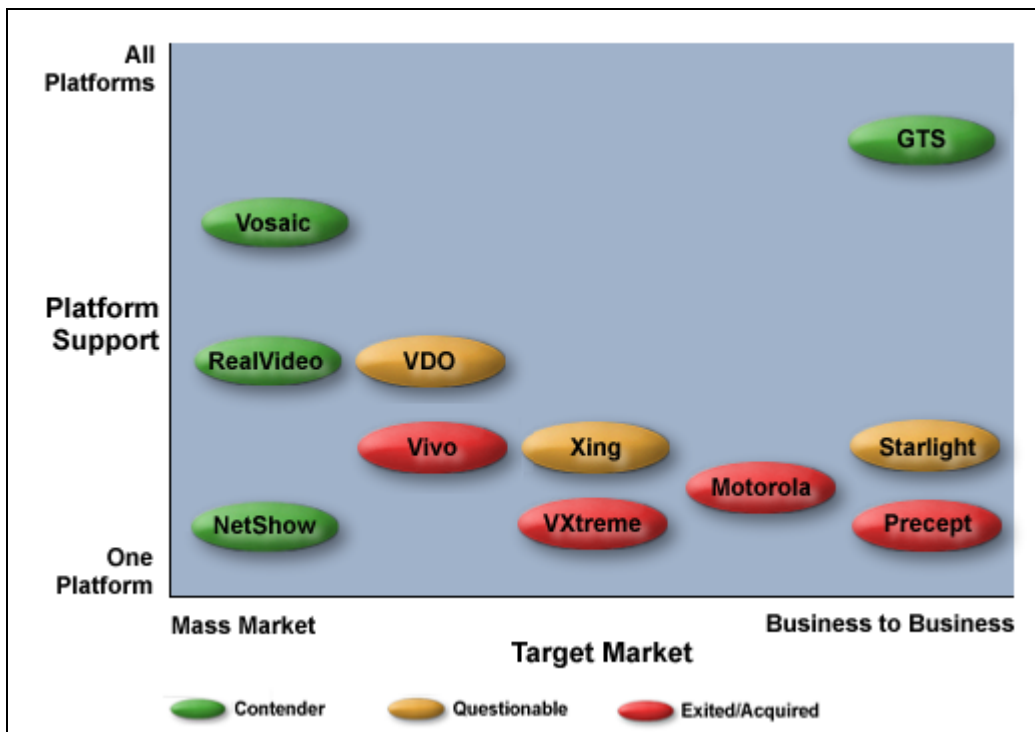 All
Platforms
GTS
Vosaic
Platform
Support
RealVideo
VDO
Vivo
Xing
Starlight
Motorola
NetShow
VXtreme
Precept
One
Platform
Mass Market
Business to Business
Target Market
Contender
Questionable
Exited/Acquired